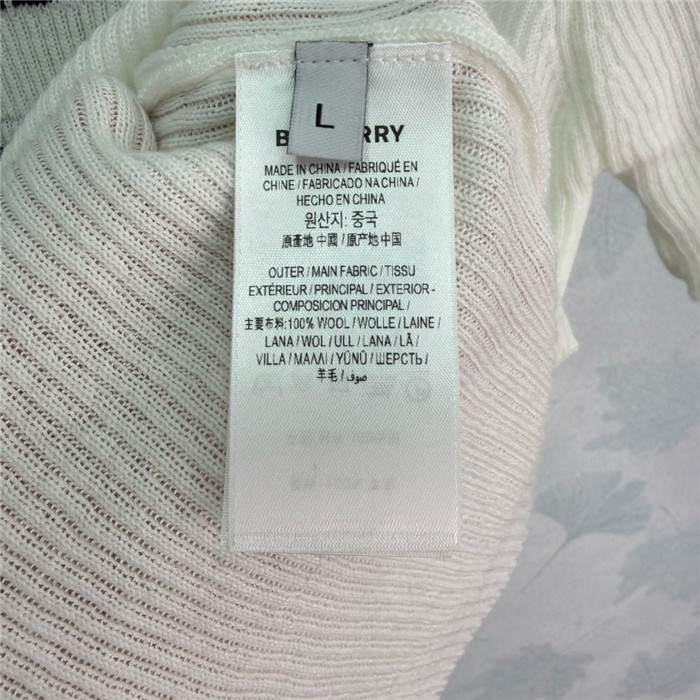 L
B RRY
MADE IN CHINA / FABRIQUÉ EN
CHINE / FABRICADO NA CHINA /
HECHO EN CHINA
원산지: 중국
原產地 中國 / 原产地 中国
OUTER / MAIN FABRIC / TISSU
EXTÉRIEUR / PRINCIPAL / EXTERIOR-
COMPOSICION PRINCIPAL /
主要布料:100% WOOL / WOLLE / LAINE /
LANA / WOL / ULL / LANA / LÃ /
VILLA / ΜΑΛΛΙ / YÜNÜ / ШЕРСТЬ /
羊毛 / صوف